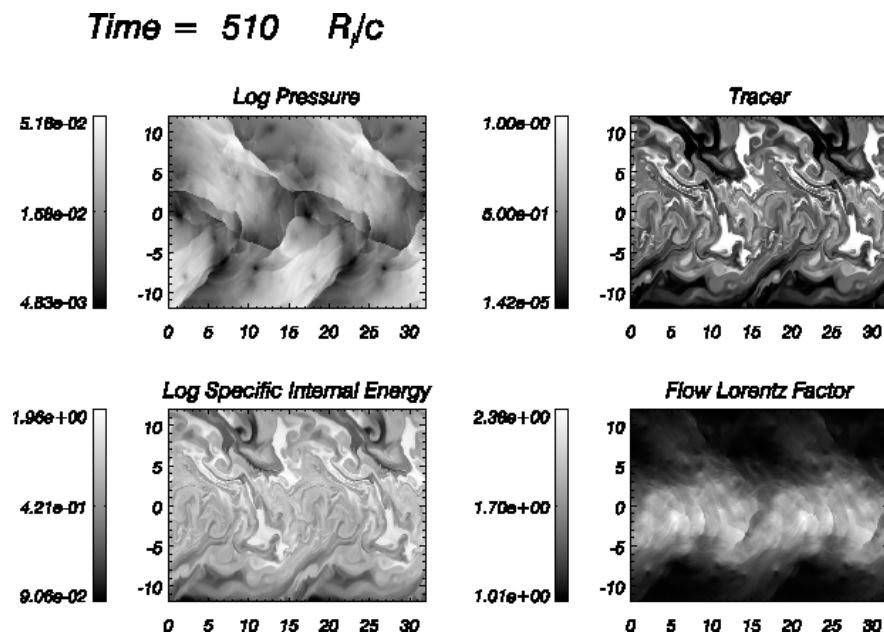 Time = 510 R_j/c
Log Pressure
5.18e-02
1.58e-02
4.83e-03
10
5
0
-5
-10
0 5 10 15 20 25 30
Tracer
1.00e-00
5.00e-01
1.42e-05
10
5
0
-5
-10
0 5 10 15 20 25 30
Log Specific Internal Energy
1.96e+00
4.21e-01
9.06e-02
10
5
0
-5
-10
0 5 10 15 20 25 30
Flow Lorentz Factor
2.38e+00
1.70e+00
1.01e+00
10
5
0
-5
-10
0 5 10 15 20 25 30